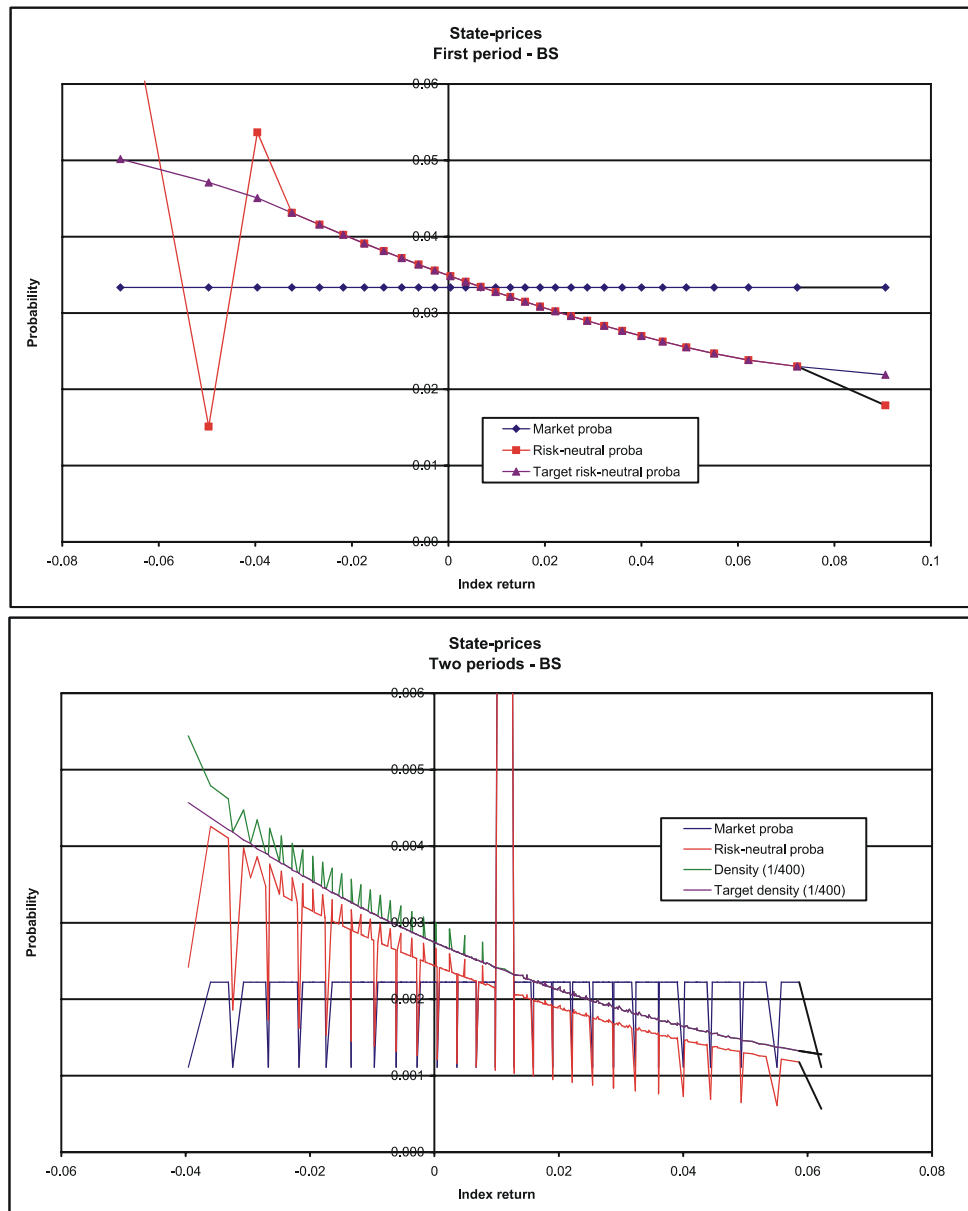 State-prices
First period - BS
0.06
0.05
0.04
0.03
0.02
0.01
0.00
Probability
-0.08 -0.06 -0.04 -0.02 0 0.02 0.04 0.06 0.08 0.1
Index return
Market proba
Risk-neutral proba
Target risk-neutral proba
State-prices
Two periods - BS
0.006
0.005
0.004
0.003
0.002
0.001
0.000
Probability
-0.06 -0.04 -0.02 0 0.02 0.04 0.06 0.08
Index return
Market proba
Risk-neutral proba
Density (1/400)
Target density (1/400)